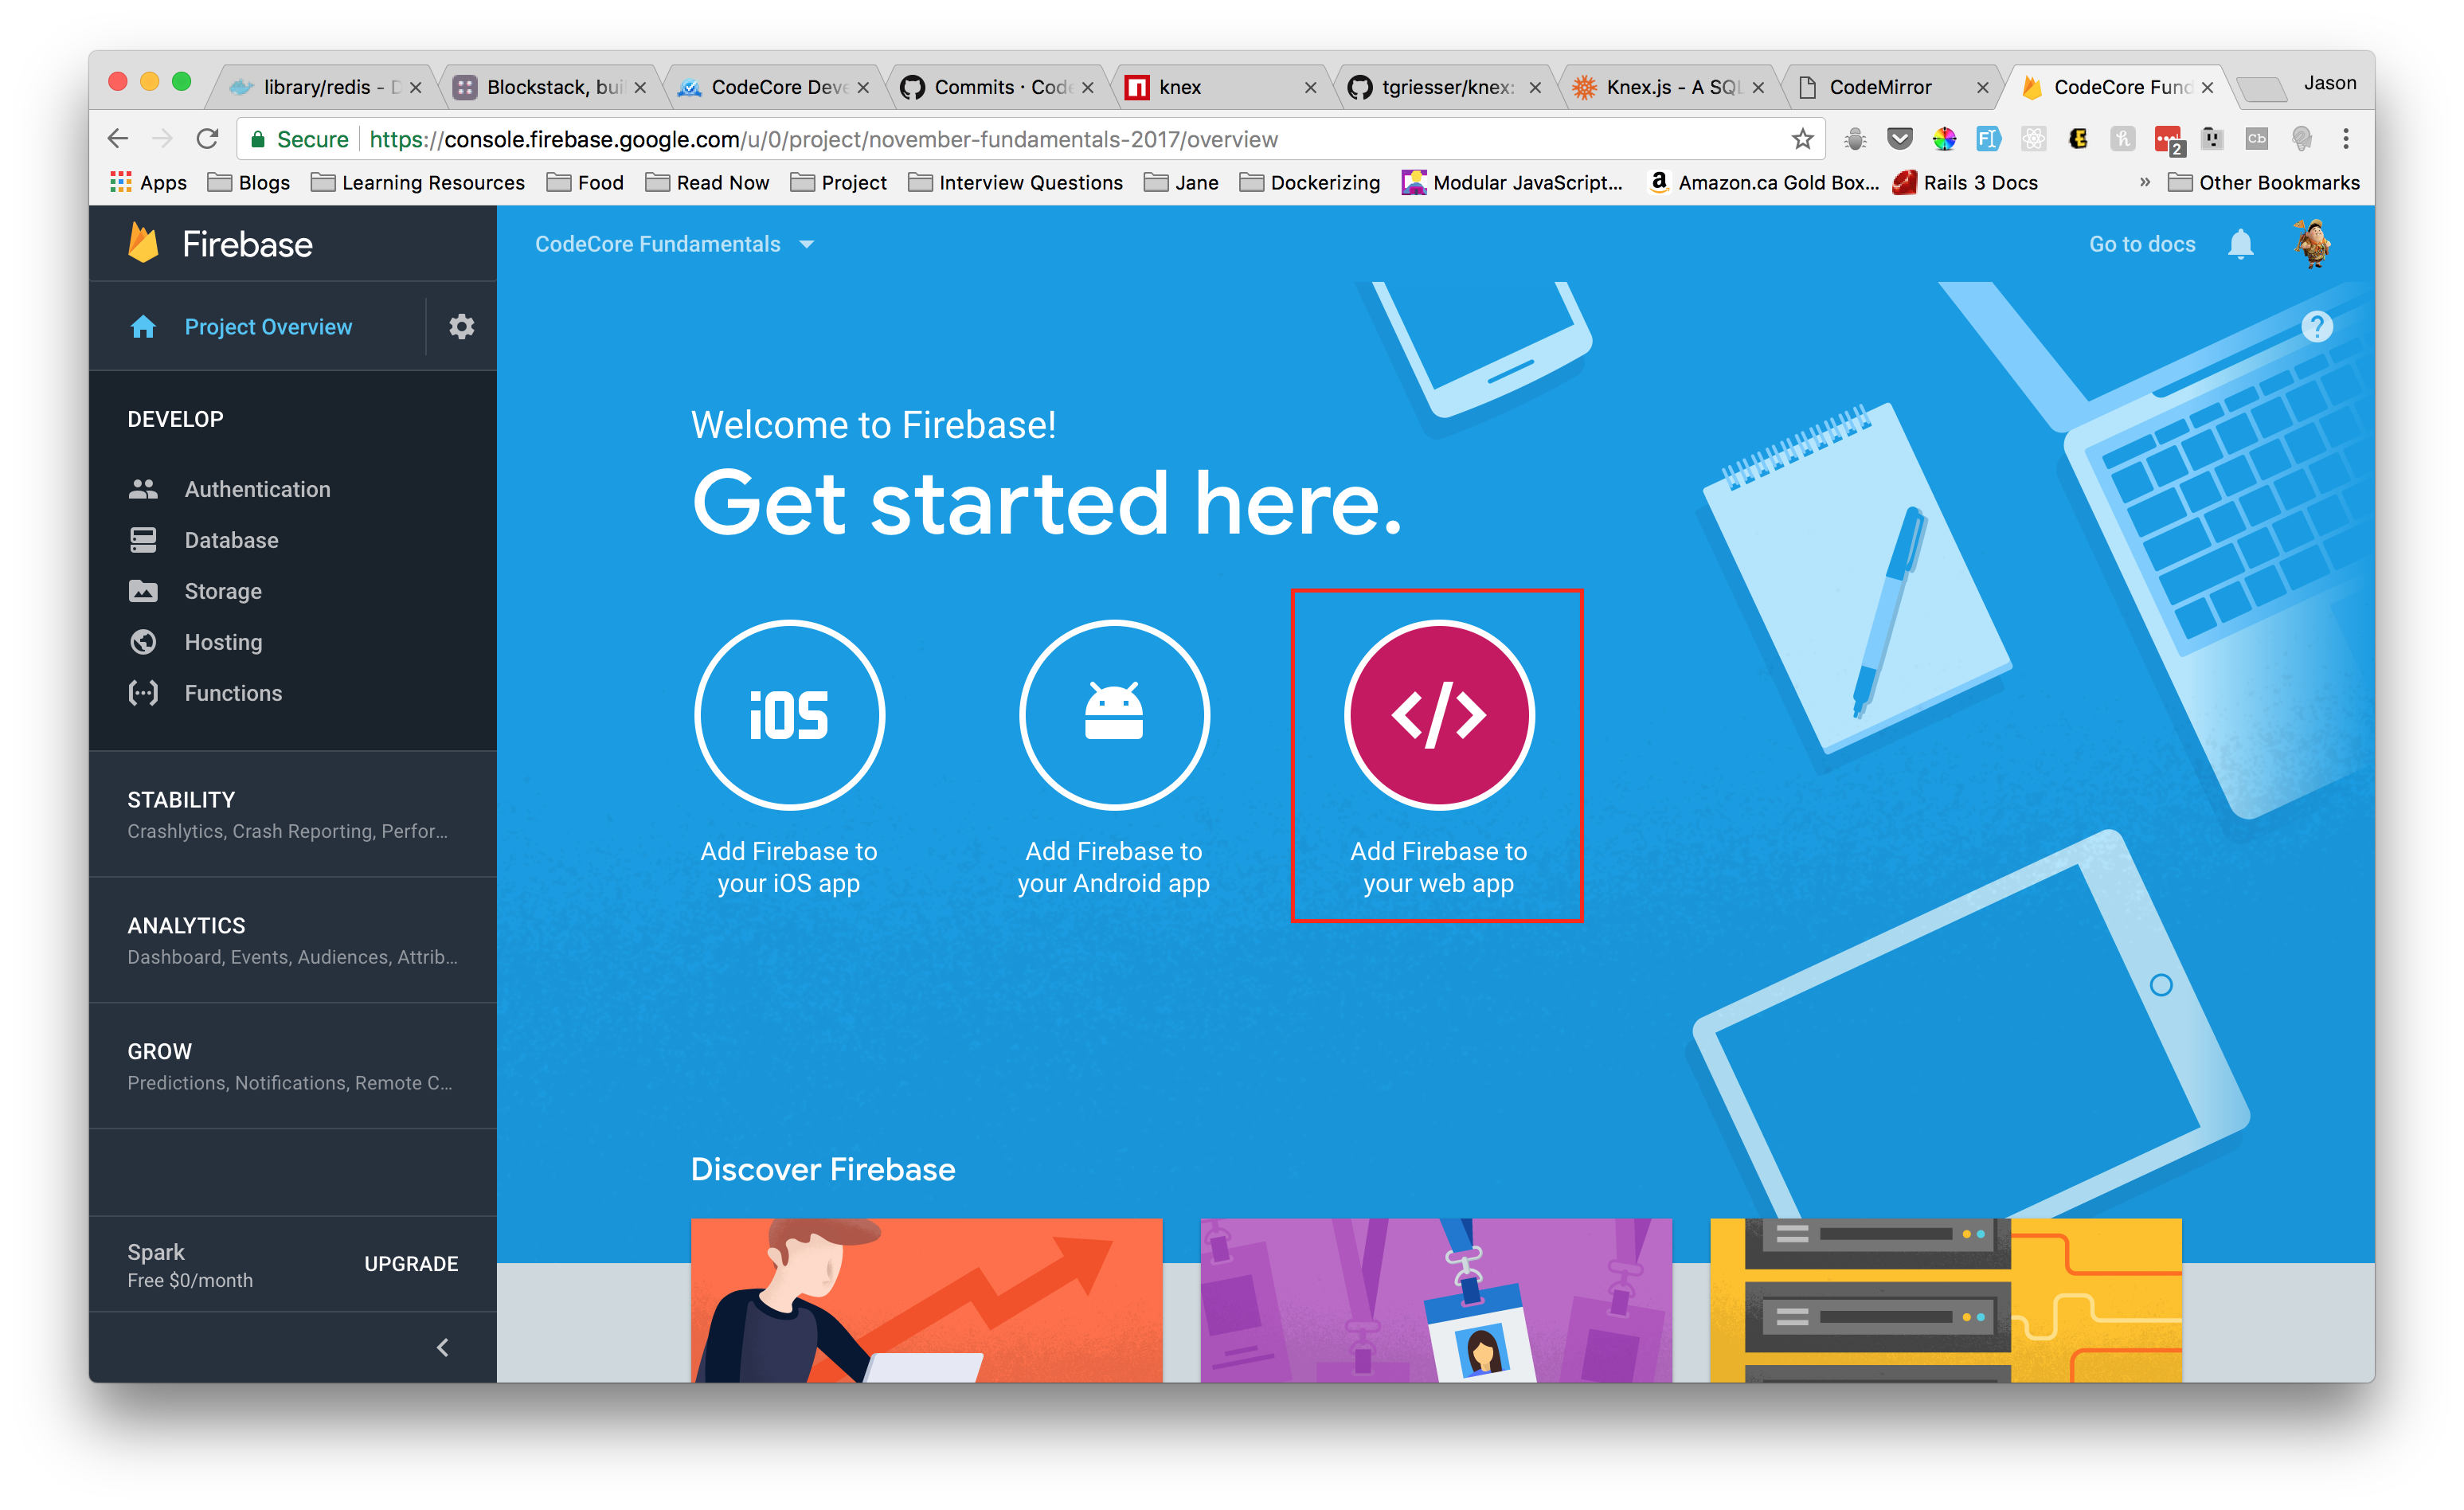 library/redis - D
Blockstack, bui
CodeCore Deve
Commits · Code
knex
tgriesser/knex:
Knex.js - A SQL
CodeMirror
CodeCore Fund
Jason
Secure
https://console.firebase.google.com/u/0/project/november-fundamentals-2017/overview
2
Apps
Blogs
Learning Resources
Food
Read Now
Project
Interview Questions
Jane
Dockerizing
Modular JavaScript...
Amazon.ca Gold Box...
Rails 3 Docs
»
Other Bookmarks
Firebase
CodeCore Fundamentals
Go to docs
Project Overview
DEVELOP
Authentication
Database
Storage
Hosting
Functions
STABILITY
Crashlytics, Crash Reporting, Perfor...
ANALYTICS
Dashboard, Events, Audiences, Attrib...
GROW
Predictions, Notifications, Remote C...
Spark
Free $0/month
UPGRADE
?
Welcome to Firebase!
Get started here.
iOS
</>
Add Firebase to
your iOS app
Add Firebase to
your Android app
Add Firebase to
your web app
Discover Firebase